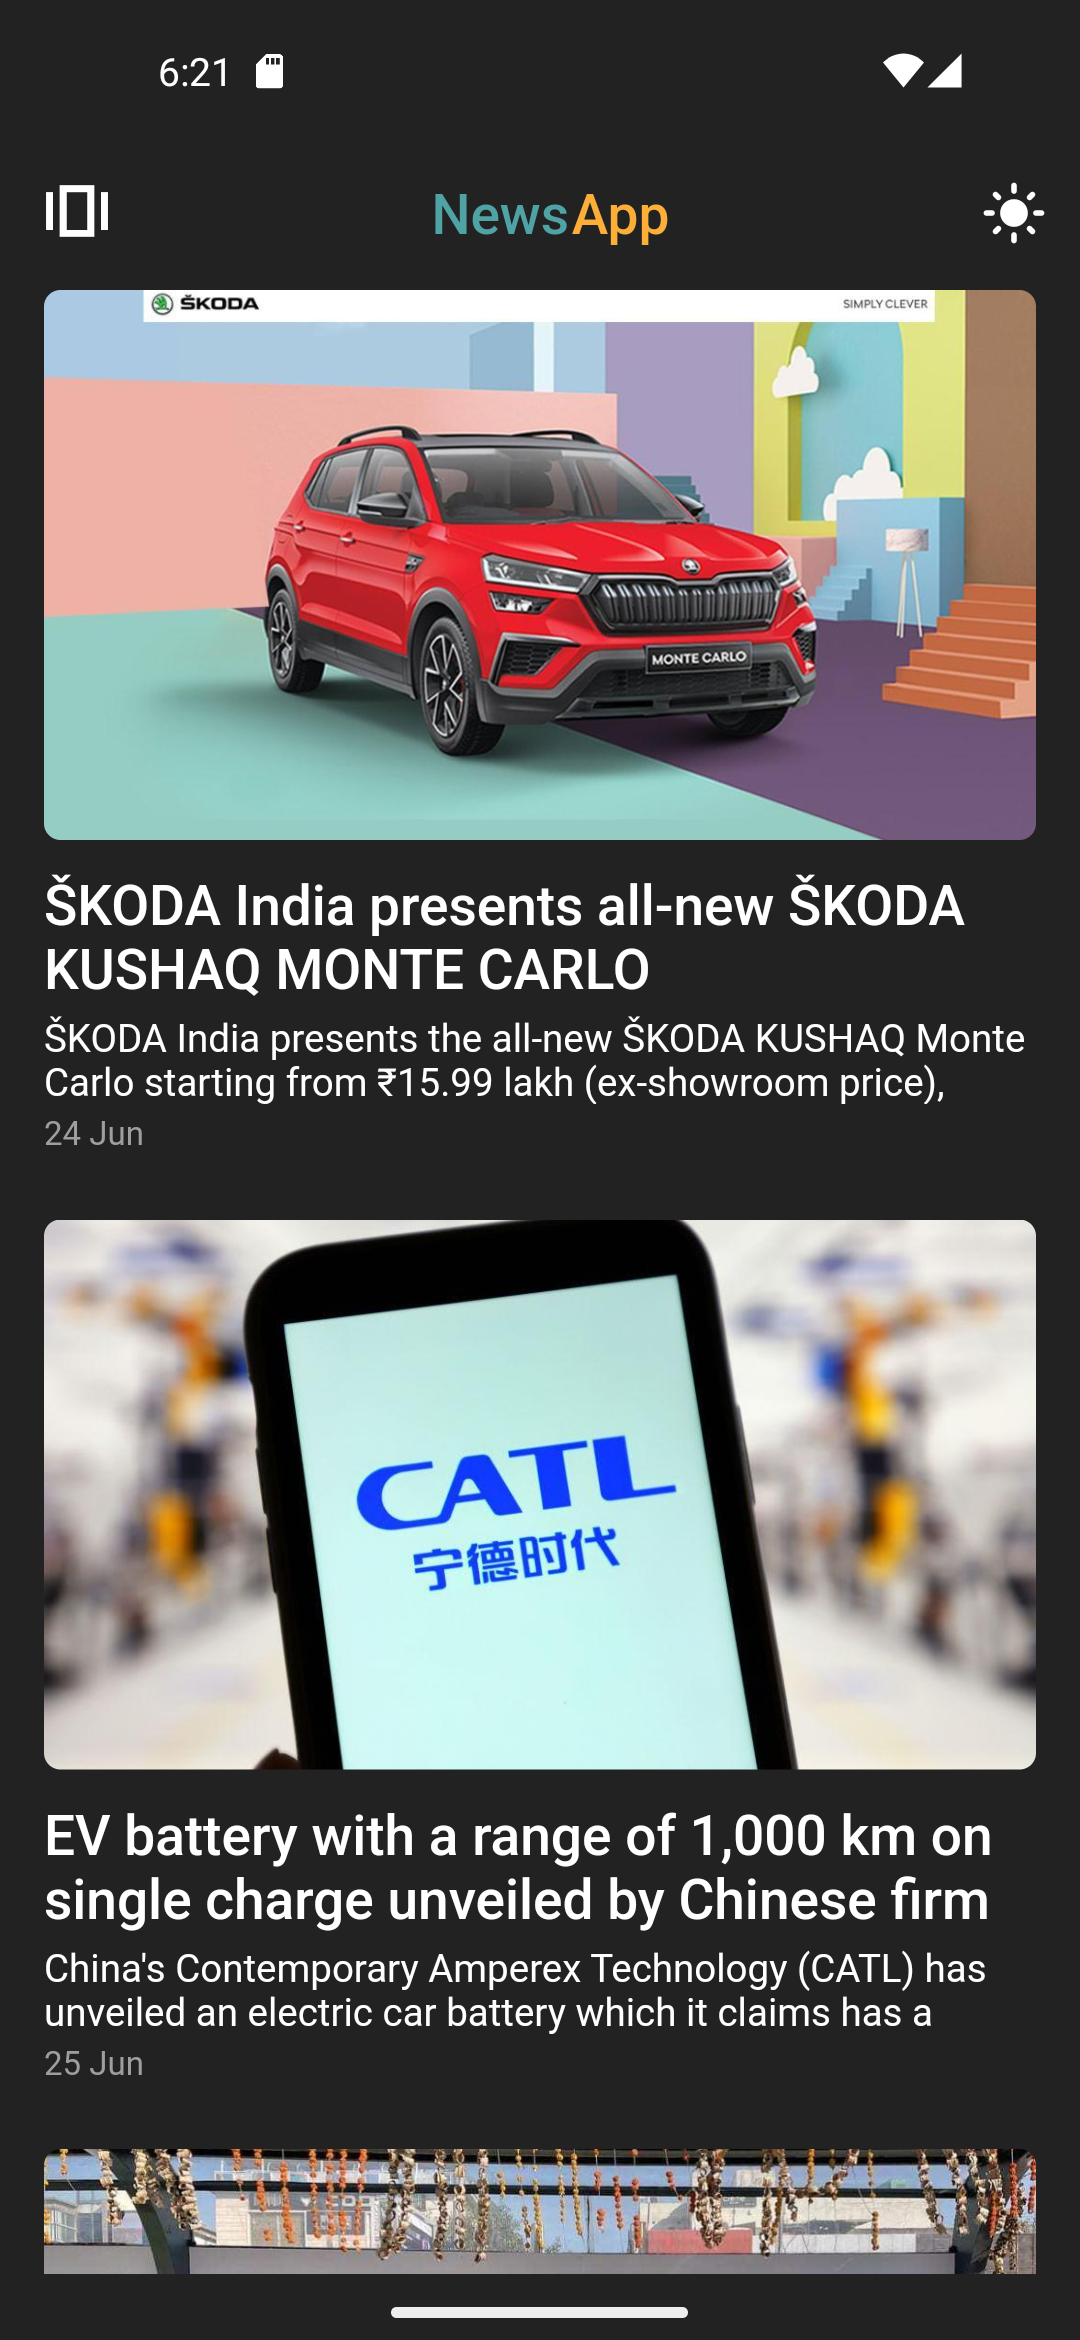 6:21
NewsApp
ŠKODA
SIMPLY CLEVER
MONTE CARLO
ŠKODA India presents all-new ŠKODA
KUSHAQ MONTE CARLO
ŠKODA India presents the all-new ŠKODA KUSHAQ Monte
Carlo starting from ₹15.99 lakh (ex-showroom price),
24 Jun
CATL
宁德时代
EV battery with a range of 1,000 km on
single charge unveiled by Chinese firm
China's Contemporary Amperex Technology (CATL) has
unveiled an electric car battery which it claims has a
25 Jun